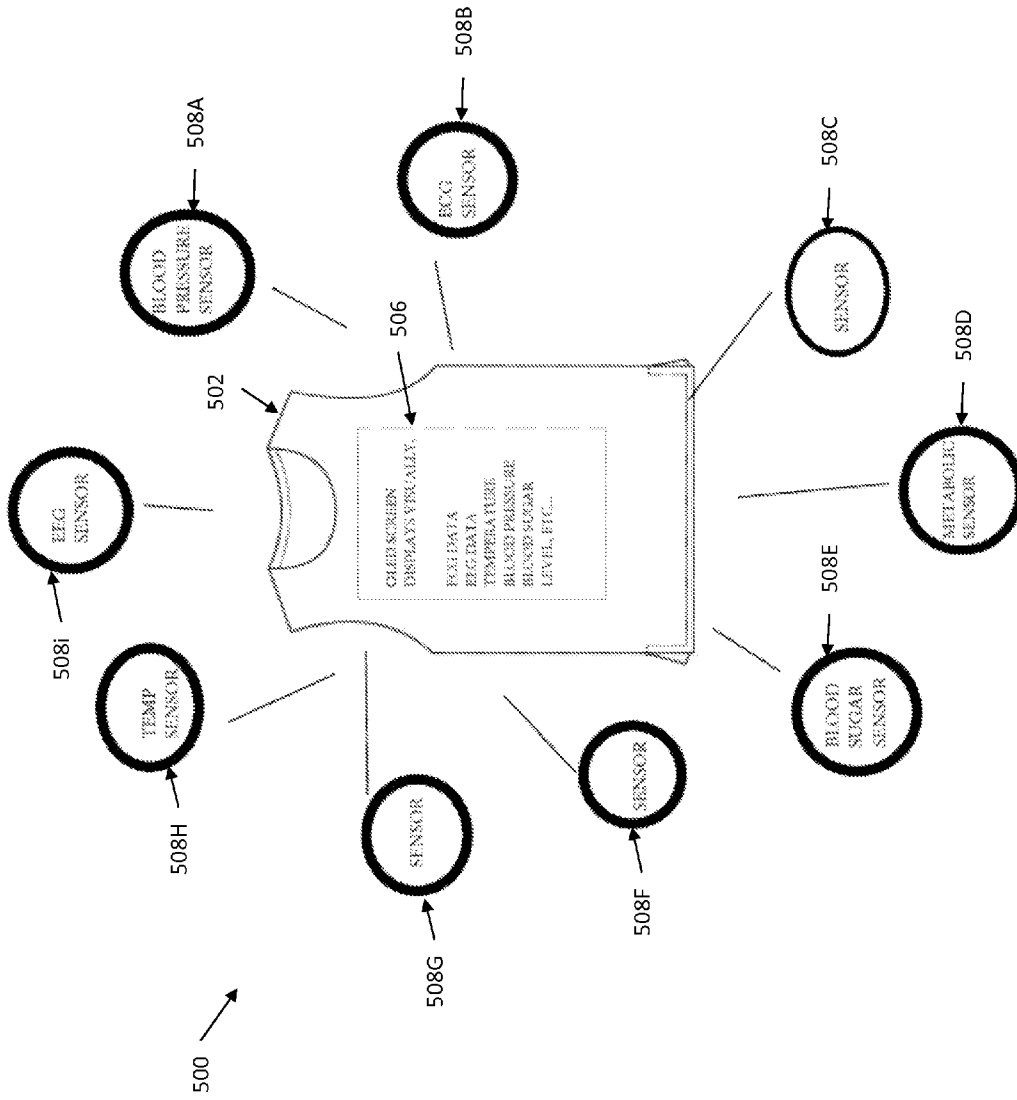 508i
EEG
SENSOR
508H
TEMP
SENSOR
BLOOD
PRESSURE
SENSOR
508A
500
502
506
OLED SCREEN
DISPLAYS VISUALLY,
ECG DATA
EEG DATA
TEMPERATURE
BLOOD PRESSURE
BLOOD SUGAR
LEVEL, ETC...
508G
SENSOR
ECG
SENSOR
508B
508F
SENSOR
508E
BLOOD
SUGAR
SENSOR
SENSOR
508C
METABOLIC
SENSOR
508D